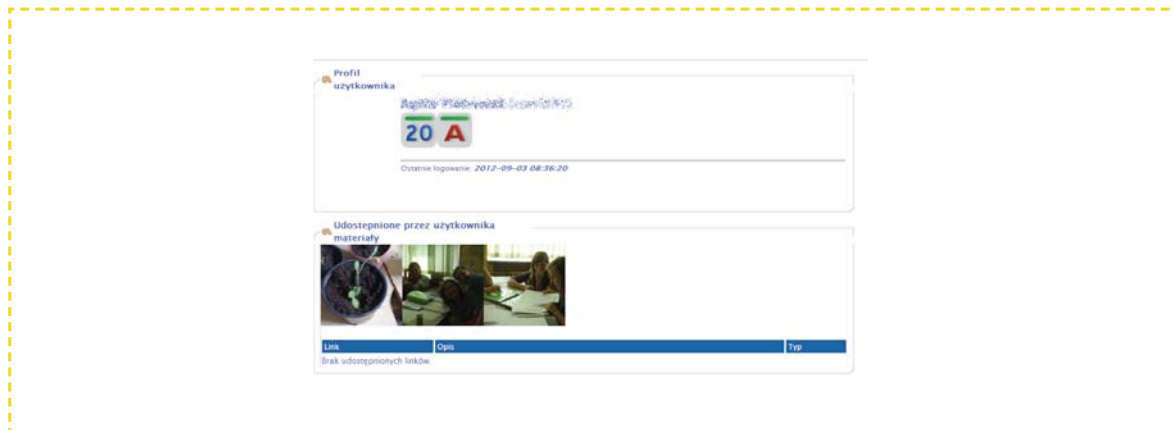 Profil
użytkownika
20 A
Ostatnie logowanie: 2012-09-03 08:36:20
Udostepnione przez użytkownika
materiały
Link Opis Typ
Brak udostępnionych linków.